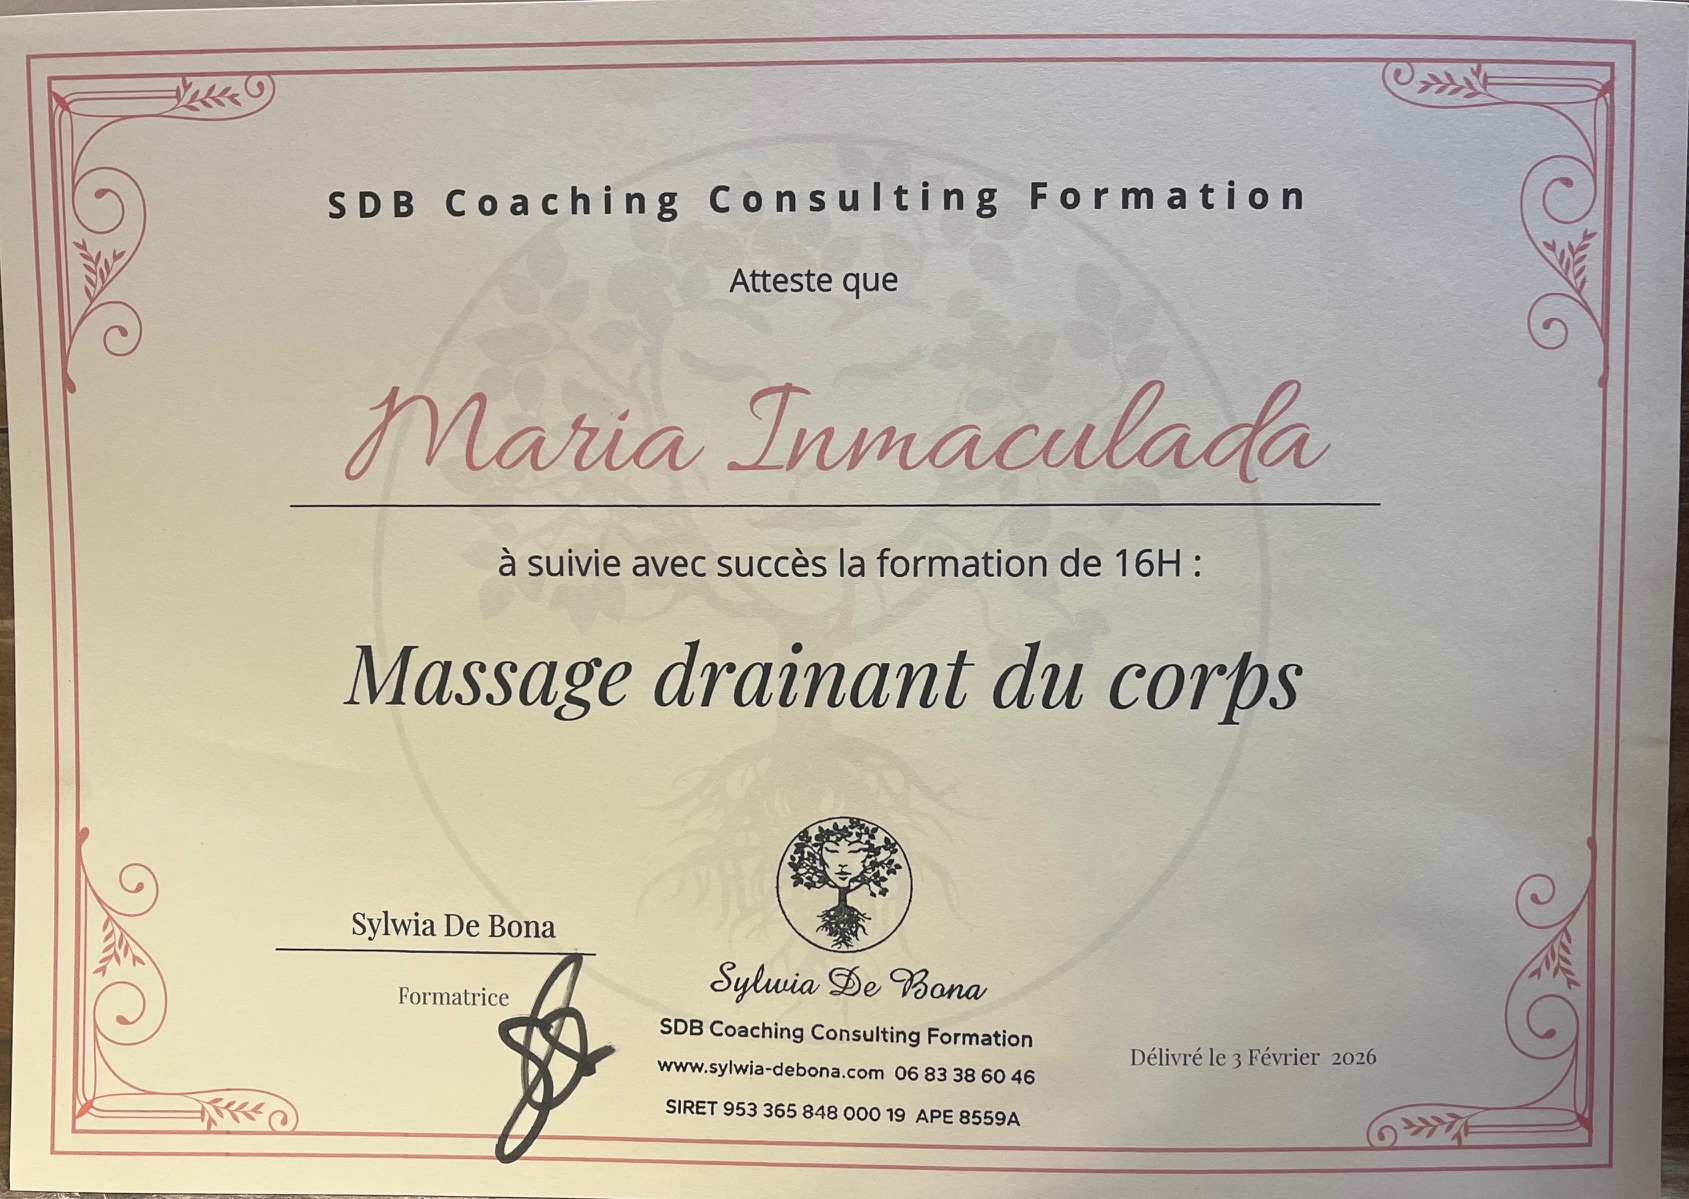 SDB Coaching Consulting Formation
Atteste que
Maria Inmaculada
à suivie avec succès la formation de 16H :
Massage drainant du corps
Sylwia De Bona
Formatrice
Sylwia De Bona
SDB Coaching Consulting Formation
www.sylwia-debona.com 06 83 38 60 46
SIRET 953 365 848 000 19 APE 8559A
Délivré le 3 Février 2026